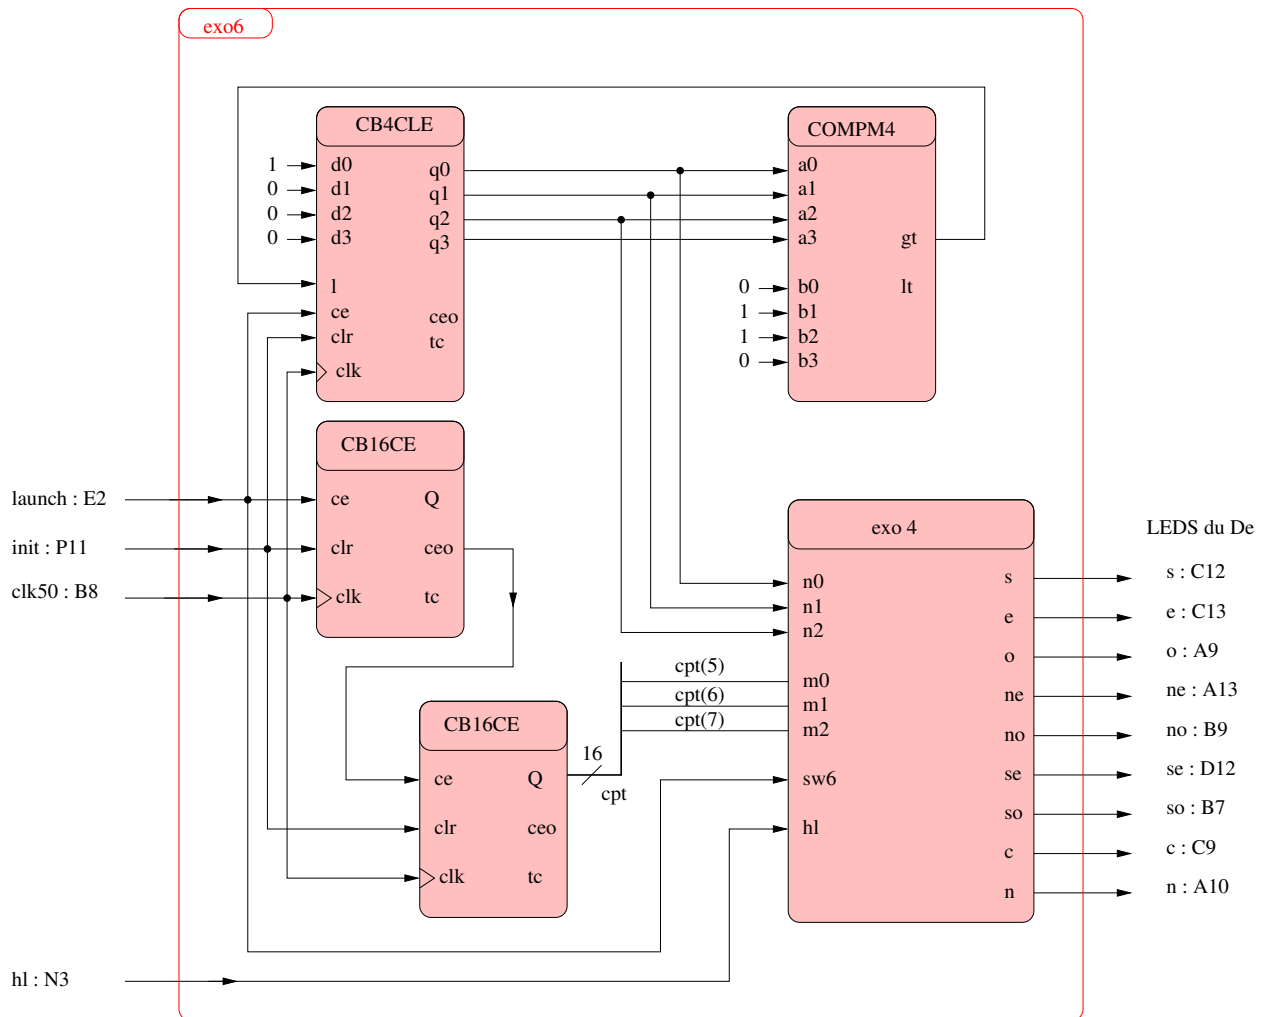 exo6
CB4CLE
1 d0 q0
0 d1 q1
0 d2 q2
0 d3 q3
l
ce ceo
clr tc
clk
COMPM4
a0
a1
a2
a3 gt
0 b0 lt
1 b1
1 b2
0 b3
CB16CE
launch : E2 ce Q
init : P11 clr ceo
clk50 : B8 clk tc
CB16CE
ce Q
clr ceo
clk tc
16
cpt
cpt(5)
cpt(6)
cpt(7)
exo 4
n0
n1
n2
m0
m1
m2
sw6
hl
s
e
o
ne
no
se
so
c
n
LEDS du De
s : C12
e : C13
o : A9
ne : A13
no : B9
se : D12
so : B7
c : C9
n : A10
hl : N3